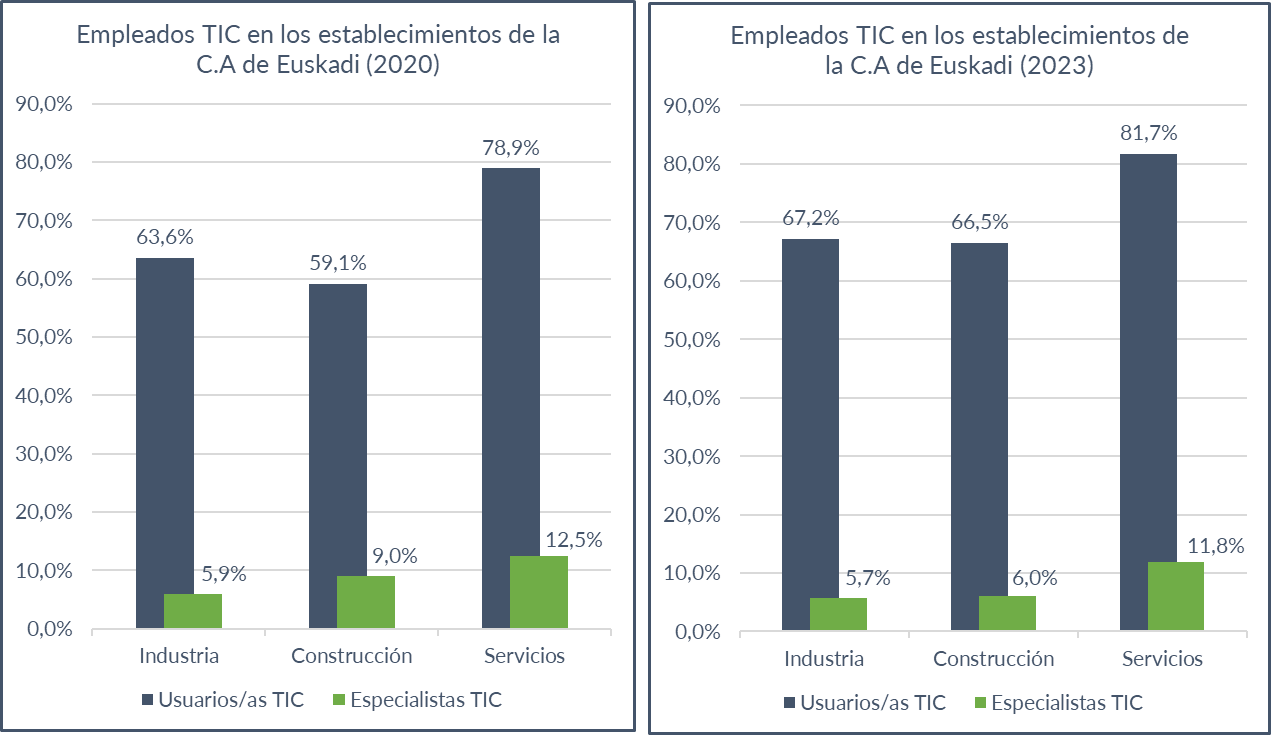 Empleados TIC en los establecimientos de la
C.A de Euskadi (2020)
90,0%
80,0%
70,0%
60,0%
50,0%
40,0%
30,0%
20,0%
10,0%
0,0%
63,6%
5,9%
59,1%
9,0%
78,9%
12,5%
Industria
Construcción
Servicios
Usuarios/as TIC
Especialistas TIC
Empleados TIC en los establecimientos de
la C.A de Euskadi (2023)
90,0%
80,0%
70,0%
60,0%
50,0%
40,0%
30,0%
20,0%
10,0%
0,0%
67,2%
5,7%
66,5%
6,0%
81,7%
11,8%
Industria
Construcción
Servicios
Usuarios/as TIC
Especialistas TIC